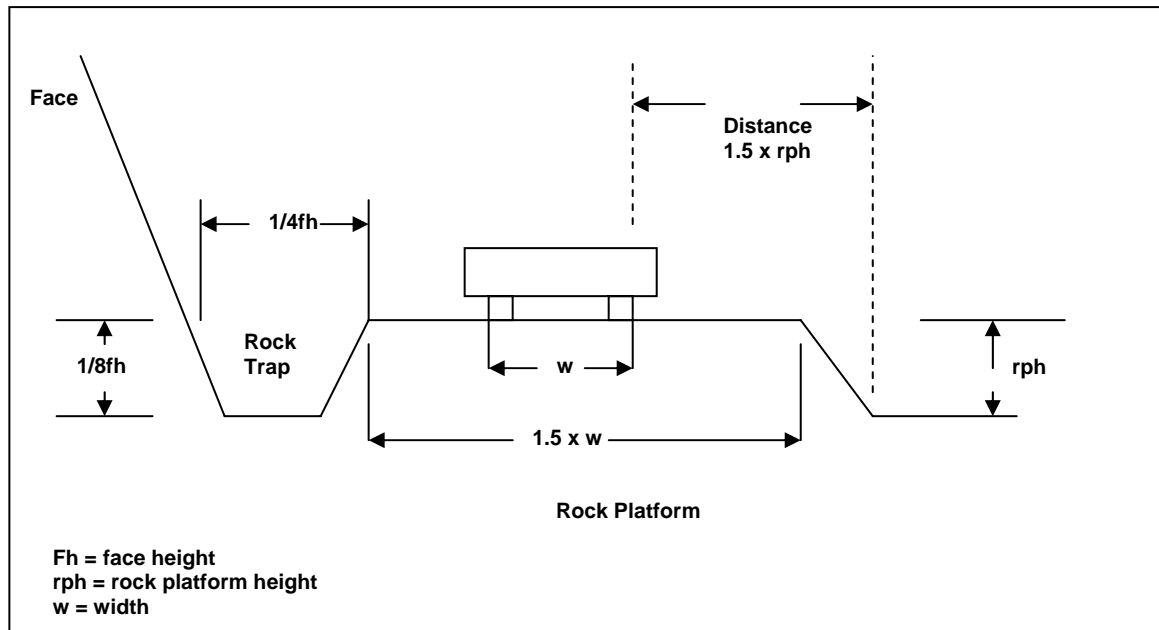 Face
Distance
1.5 x rph
1/4fh
Rock
Trap
1/8fh
w
rph
1.5 x w
Rock Platform
Fh = face height
rph = rock platform height
w = width